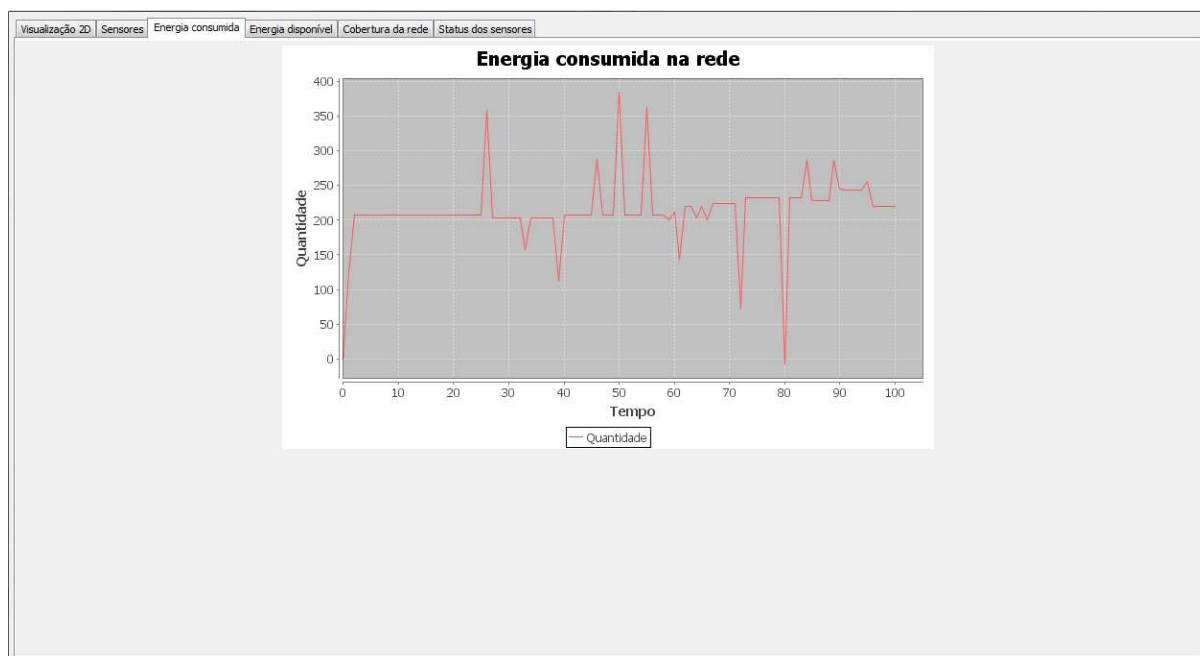 Visualização 2D Sensores Energia consumida Energia disponível Cobertura da rede Status dos sensores
Energia consumida na rede
400
350
300
250
200
150
100
50
0
Quantidade
0 10 20 30 40 50 60 70 80 90 100
Tempo
Quantidade